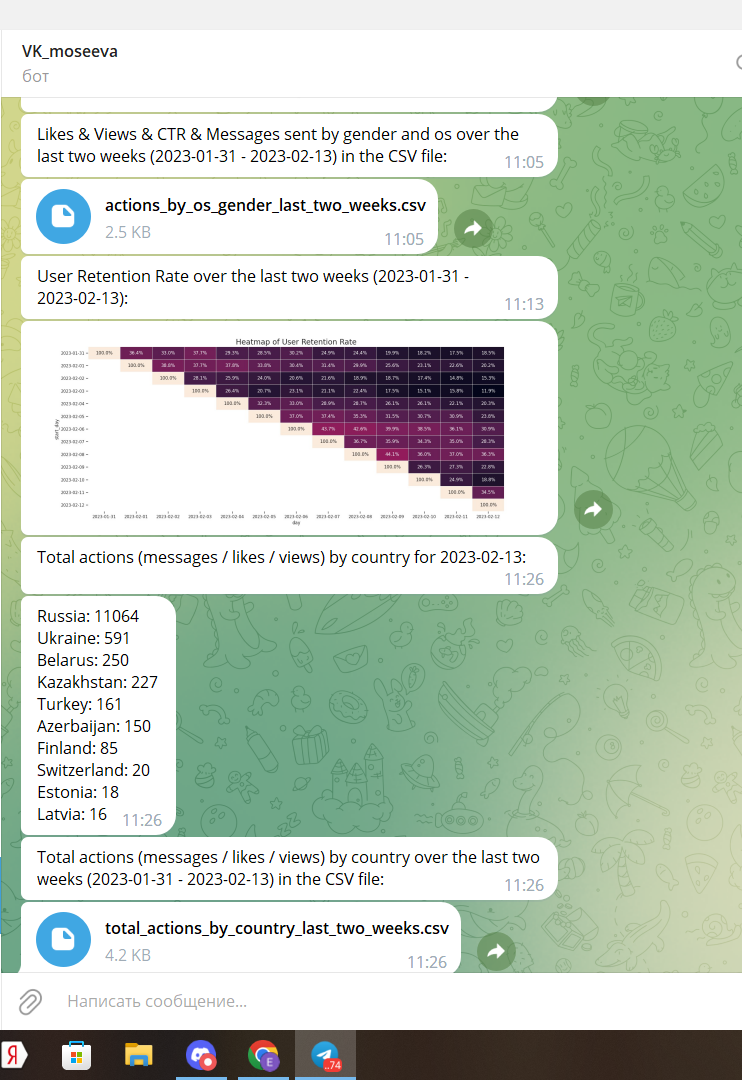 VK_moseeva
бот
Likes & Views & CTR & Messages sent by gender and os over the
last two weeks (2023-01-31 - 2023-02-13) in the CSV file:
11:05
actions_by_os_gender_last_two_weeks.csv
2.5 KB
11:05
User Retention Rate over the last two weeks (2023-01-31 -
2023-02-13):
11:13
Heatmap of User Retention Rate
2023-01-31 100.0% 36.4% 33.0% 37.7% 29.3% 28.5% 30.2% 24.9% 24.4% 19.9% 18.2% 17.5% 18.5%
2023-02-01 100.0% 38.8% 37.7% 37.8% 33.8% 30.4% 31.4% 29.8% 25.6% 23.1% 22.6% 20.2%
2023-02-02 100.0% 28.1% 25.9% 24.0% 20.6% 21.6% 18.9% 18.7% 17.4% 14.8% 15.3%
2023-02-03 100.0% 26.4% 20.7% 23.1% 21.1% 22.4% 17.5% 15.1% 15.8% 11.9%
2023-02-04 100.0% 32.3% 33.0% 28.9% 28.7% 26.1% 26.1% 22.1% 20.3%
2023-02-05 100.0% 37.0% 37.4% 35.3% 31.5% 30.7% 30.9% 23.8%
2023-02-06 100.0% 43.7% 42.6% 39.9% 38.5% 36.1% 30.9%
2023-02-07 100.0% 36.7% 35.9% 34.3% 35.0% 28.3%
2023-02-08 100.0% 44.1% 36.0% 37.0% 36.3%
2023-02-09 100.0% 26.3% 27.3% 22.8%
2023-02-10 100.0% 24.9% 18.8%
2023-02-11 100.0% 34.5%
2023-02-12 100.0%
start_day
2023-01-31 2023-02-01 2023-02-02 2023-02-03 2023-02-04 2023-02-05 2023-02-06 2023-02-07 2023-02-08 2023-02-09 2023-02-10 2023-02-11 2023-02-12
day
Total actions (messages / likes / views) by country for 2023-02-13:
11:26
Russia: 11064
Ukraine: 591
Belarus: 250
Kazakhstan: 227
Turkey: 161
Azerbaijan: 150
Finland: 85
Switzerland: 20
Estonia: 18
Latvia: 16
11:26
Total actions (messages / likes / views) by country over the last two
weeks (2023-01-31 - 2023-02-13) in the CSV file:
11:26
total_actions_by_country_last_two_weeks.csv
4.2 KB
11:26
Написать сообщение...
Я
E
..74